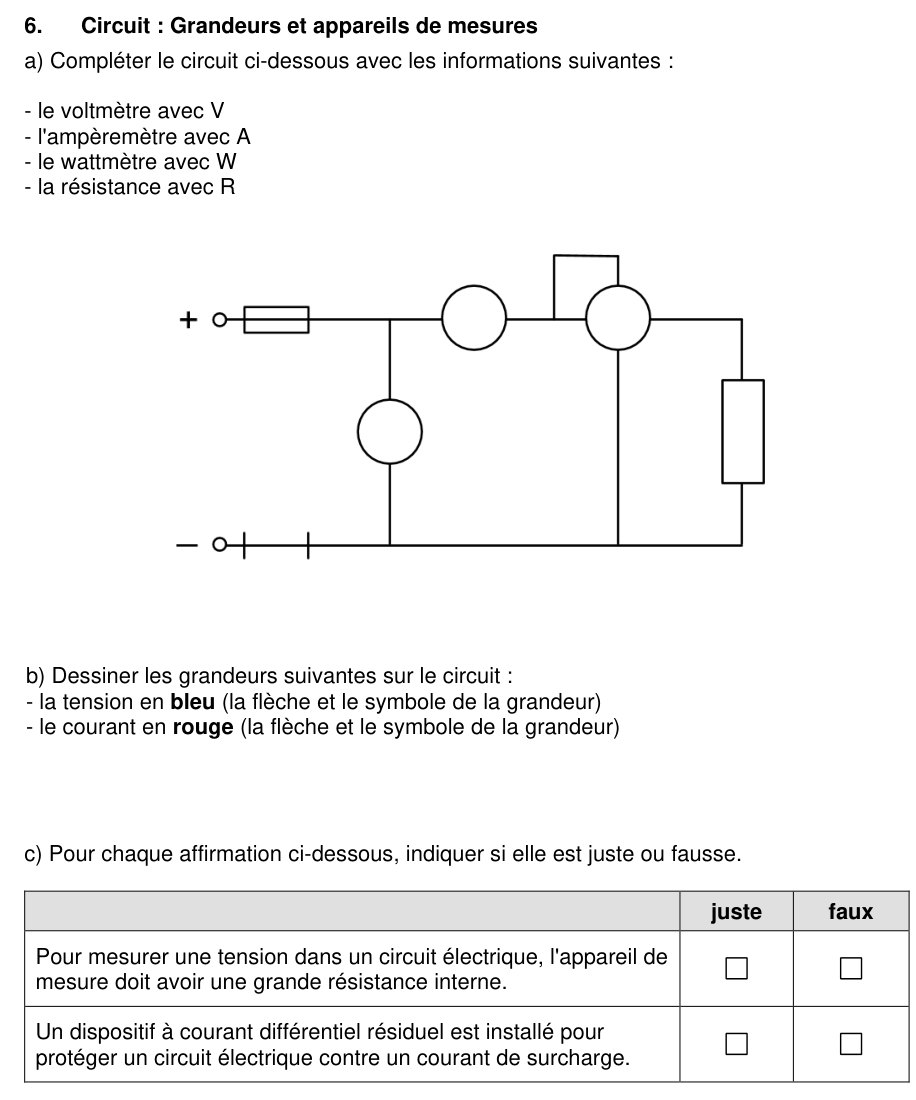 6. Circuit : Grandeurs et appareils de mesures
a) Compléter le circuit ci-dessous avec les informations suivantes :
- le voltmètre avec V
- l'ampèremètre avec A
- le wattmètre avec W
- la résistance avec R
+
–
b) Dessiner les grandeurs suivantes sur le circuit :
- la tension en bleu (la flèche et le symbole de la grandeur)
- le courant en rouge (la flèche et le symbole de la grandeur)
c) Pour chaque affirmation ci-dessous, indiquer si elle est juste ou fausse.
juste faux
Pour mesurer une tension dans un circuit électrique, l'appareil de
mesure doit avoir une grande résistance interne.
Un dispositif à courant différentiel résiduel est installé pour
protéger un circuit électrique contre un courant de surcharge.